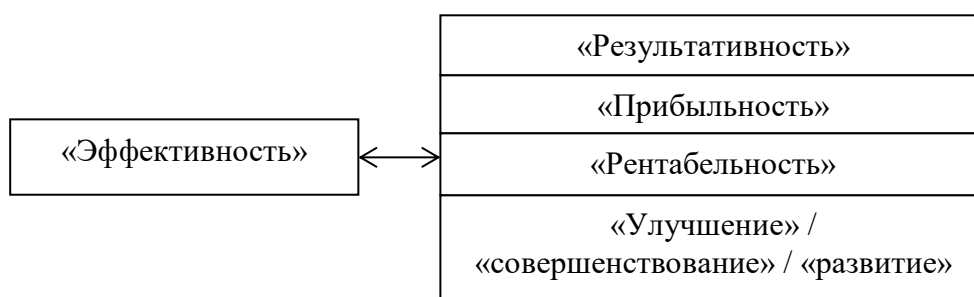 «Эффективность»
«Результативность»
«Прибыльность»
«Рентабельность»
«Улучшение» /
«совершенствование» / «развитие»